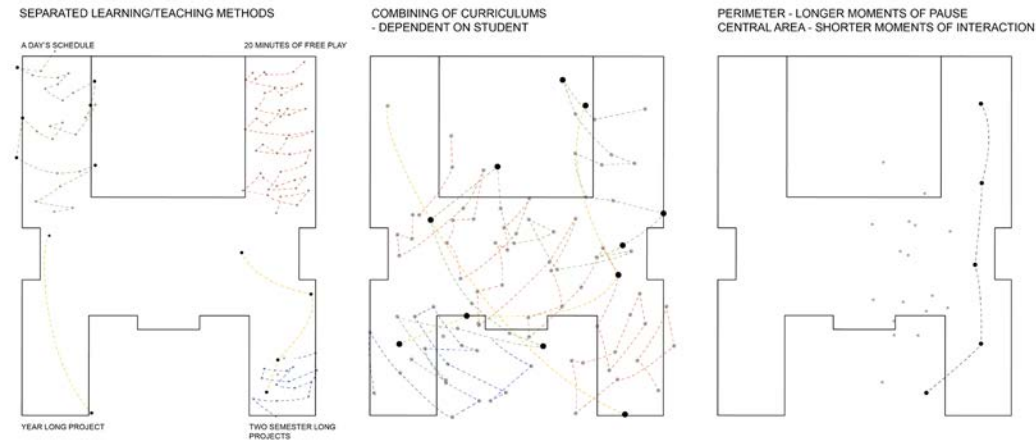 SEPARATED LEARNING/TEACHING METHODS
A DAY'S SCHEDULE
20 MINUTES OF FREE PLAY
YEAR LONG PROJECT
TWO SEMESTER LONG
PROJECTS
COMBINING OF CURRICULUMS
- DEPENDENT ON STUDENT
PERIMETER - LONGER MOMENTS OF PAUSE
CENTRAL AREA - SHORTER MOMENTS OF INTERACTION